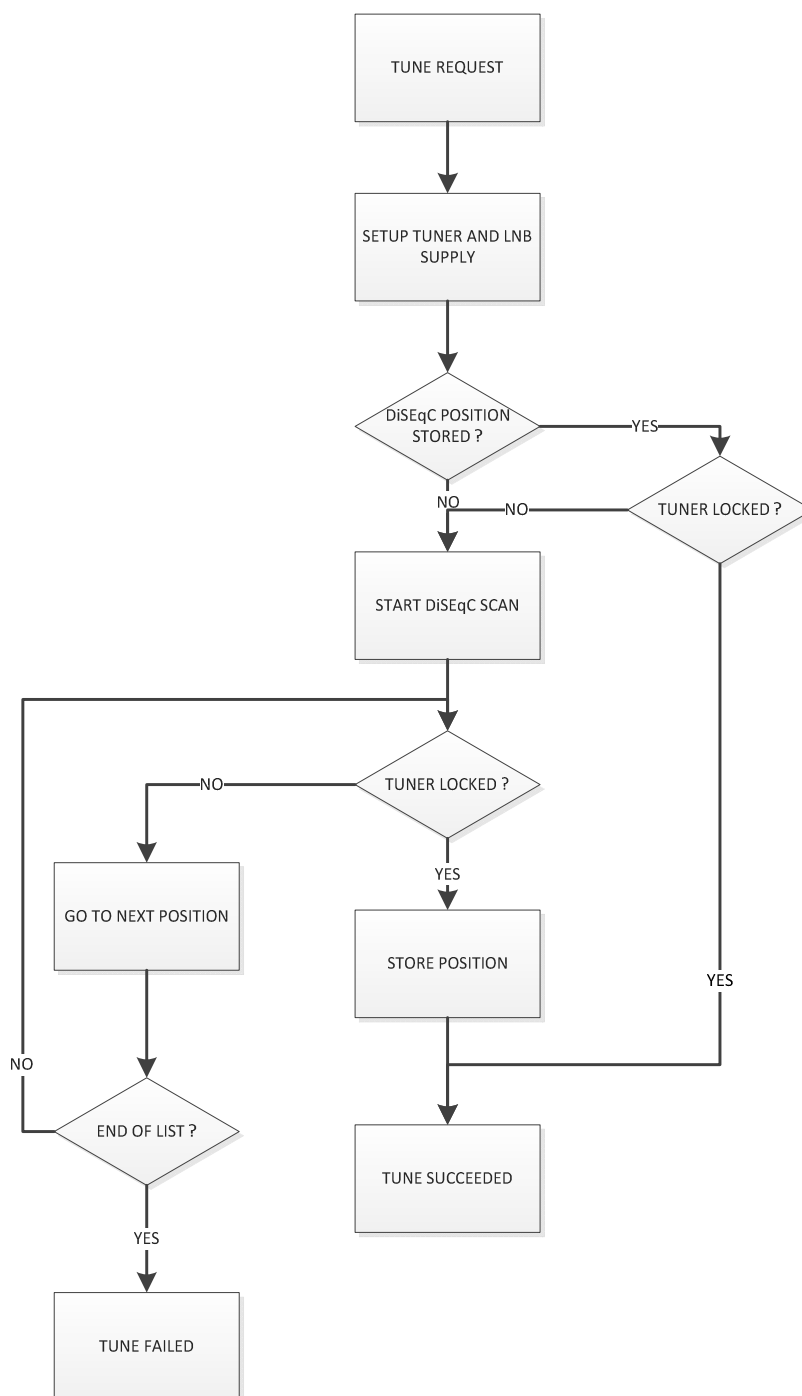 TUNE REQUEST
SETUP TUNER AND LNB
SUPPLY
DiSEqC POSITION
STORED ?
YES
NO
NO
TUNER LOCKED ?
START DiSEqC SCAN
NO
TUNER LOCKED ?
YES
GO TO NEXT POSITION
STORE POSITION
YES
NO
END OF LIST ?
TUNE SUCCEEDED
YES
TUNE FAILED